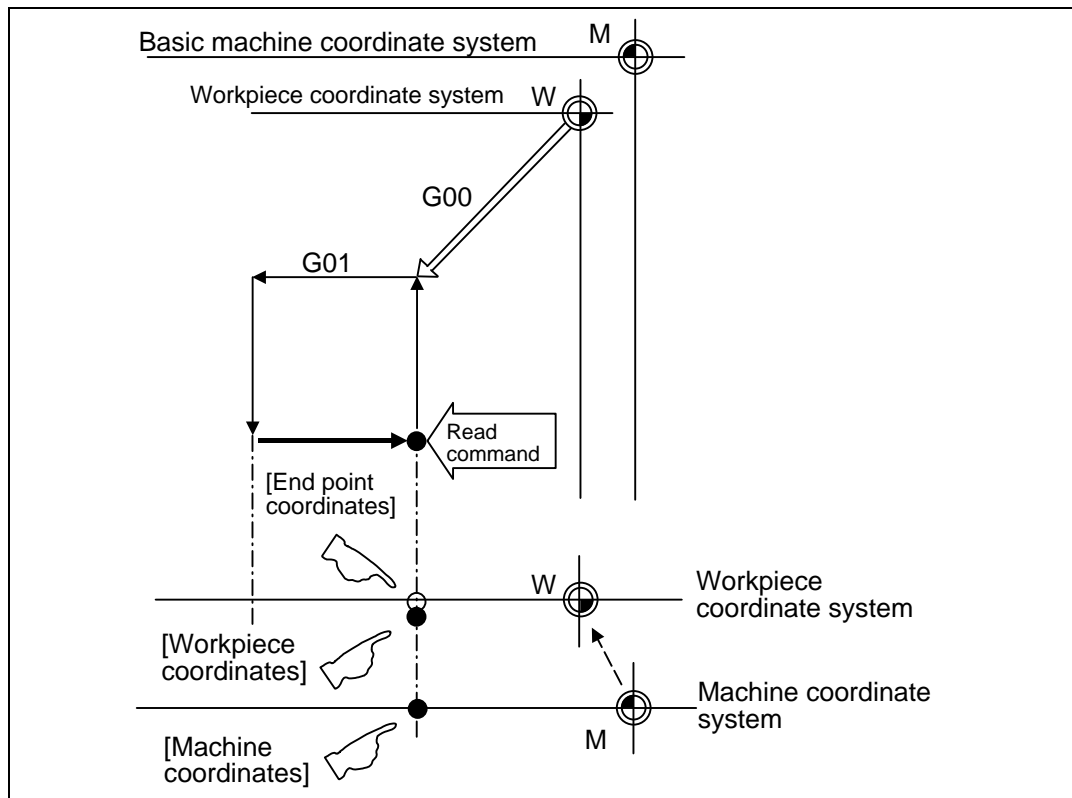 Basic machine coordinate system
M
Workpiece coordinate system
W
G00
G01
Read
command
[End point
coordinates]
W
Workpiece
coordinate system
[Workpiece
coordinates]
Machine coordinate
system
M
[Machine
coordinates]